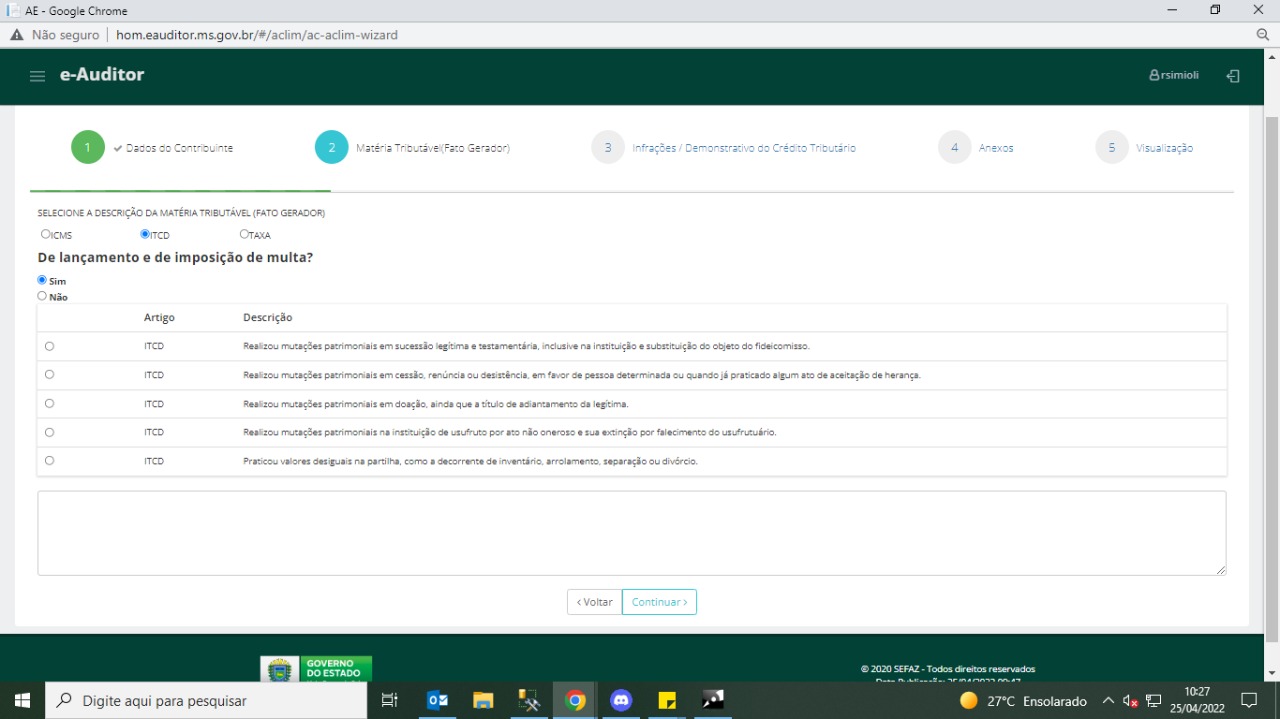 AE - Google Chrome
Não seguro | hom.eauditor.ms.gov.br/#/aclim/ac-aclim-wizard
e-Auditor
rsimioli
1 Dados do Contribuinte
2 Matéria Tributável(Fato Gerador)
3 Infrações / Demonstrativo do Crédito Tributário
4 Anexos
5 Visualização
SELECIONE A DESCRIÇÃO DA MATÉRIA TRIBUTÁVEL (FATO GERADOR)
ICMS ITCD TAXA
De lançamento e de imposição de multa?
Sim
Não
Artigo Descrição
ITCD Realizou mutações patrimoniais em sucessão legítima e testamentária, inclusive na instituição e substituição do objeto do fideicomisso.
ITCD Realizou mutações patrimoniais em cessão, renúncia ou desistência, em favor de pessoa determinada ou quando já praticado algum ato de aceitação de herança.
ITCD Realizou mutações patrimoniais em doação, ainda que a título de adiantamento da legítima.
ITCD Realizou mutações patrimoniais na instituição de usufruto por ato não oneroso e sua extinção por falecimento do usufrutuário.
ITCD Praticou valores desiguais na partilha, como a decorrente de inventário, arrolamento, separação ou divórcio.
‹ Voltar Continuar ›
GOVERNO
DO ESTADO
© 2020 SEFAZ - Todos direitos reservados
Digite aqui para pesquisar
27°C Ensolarado
10:27
25/04/2022